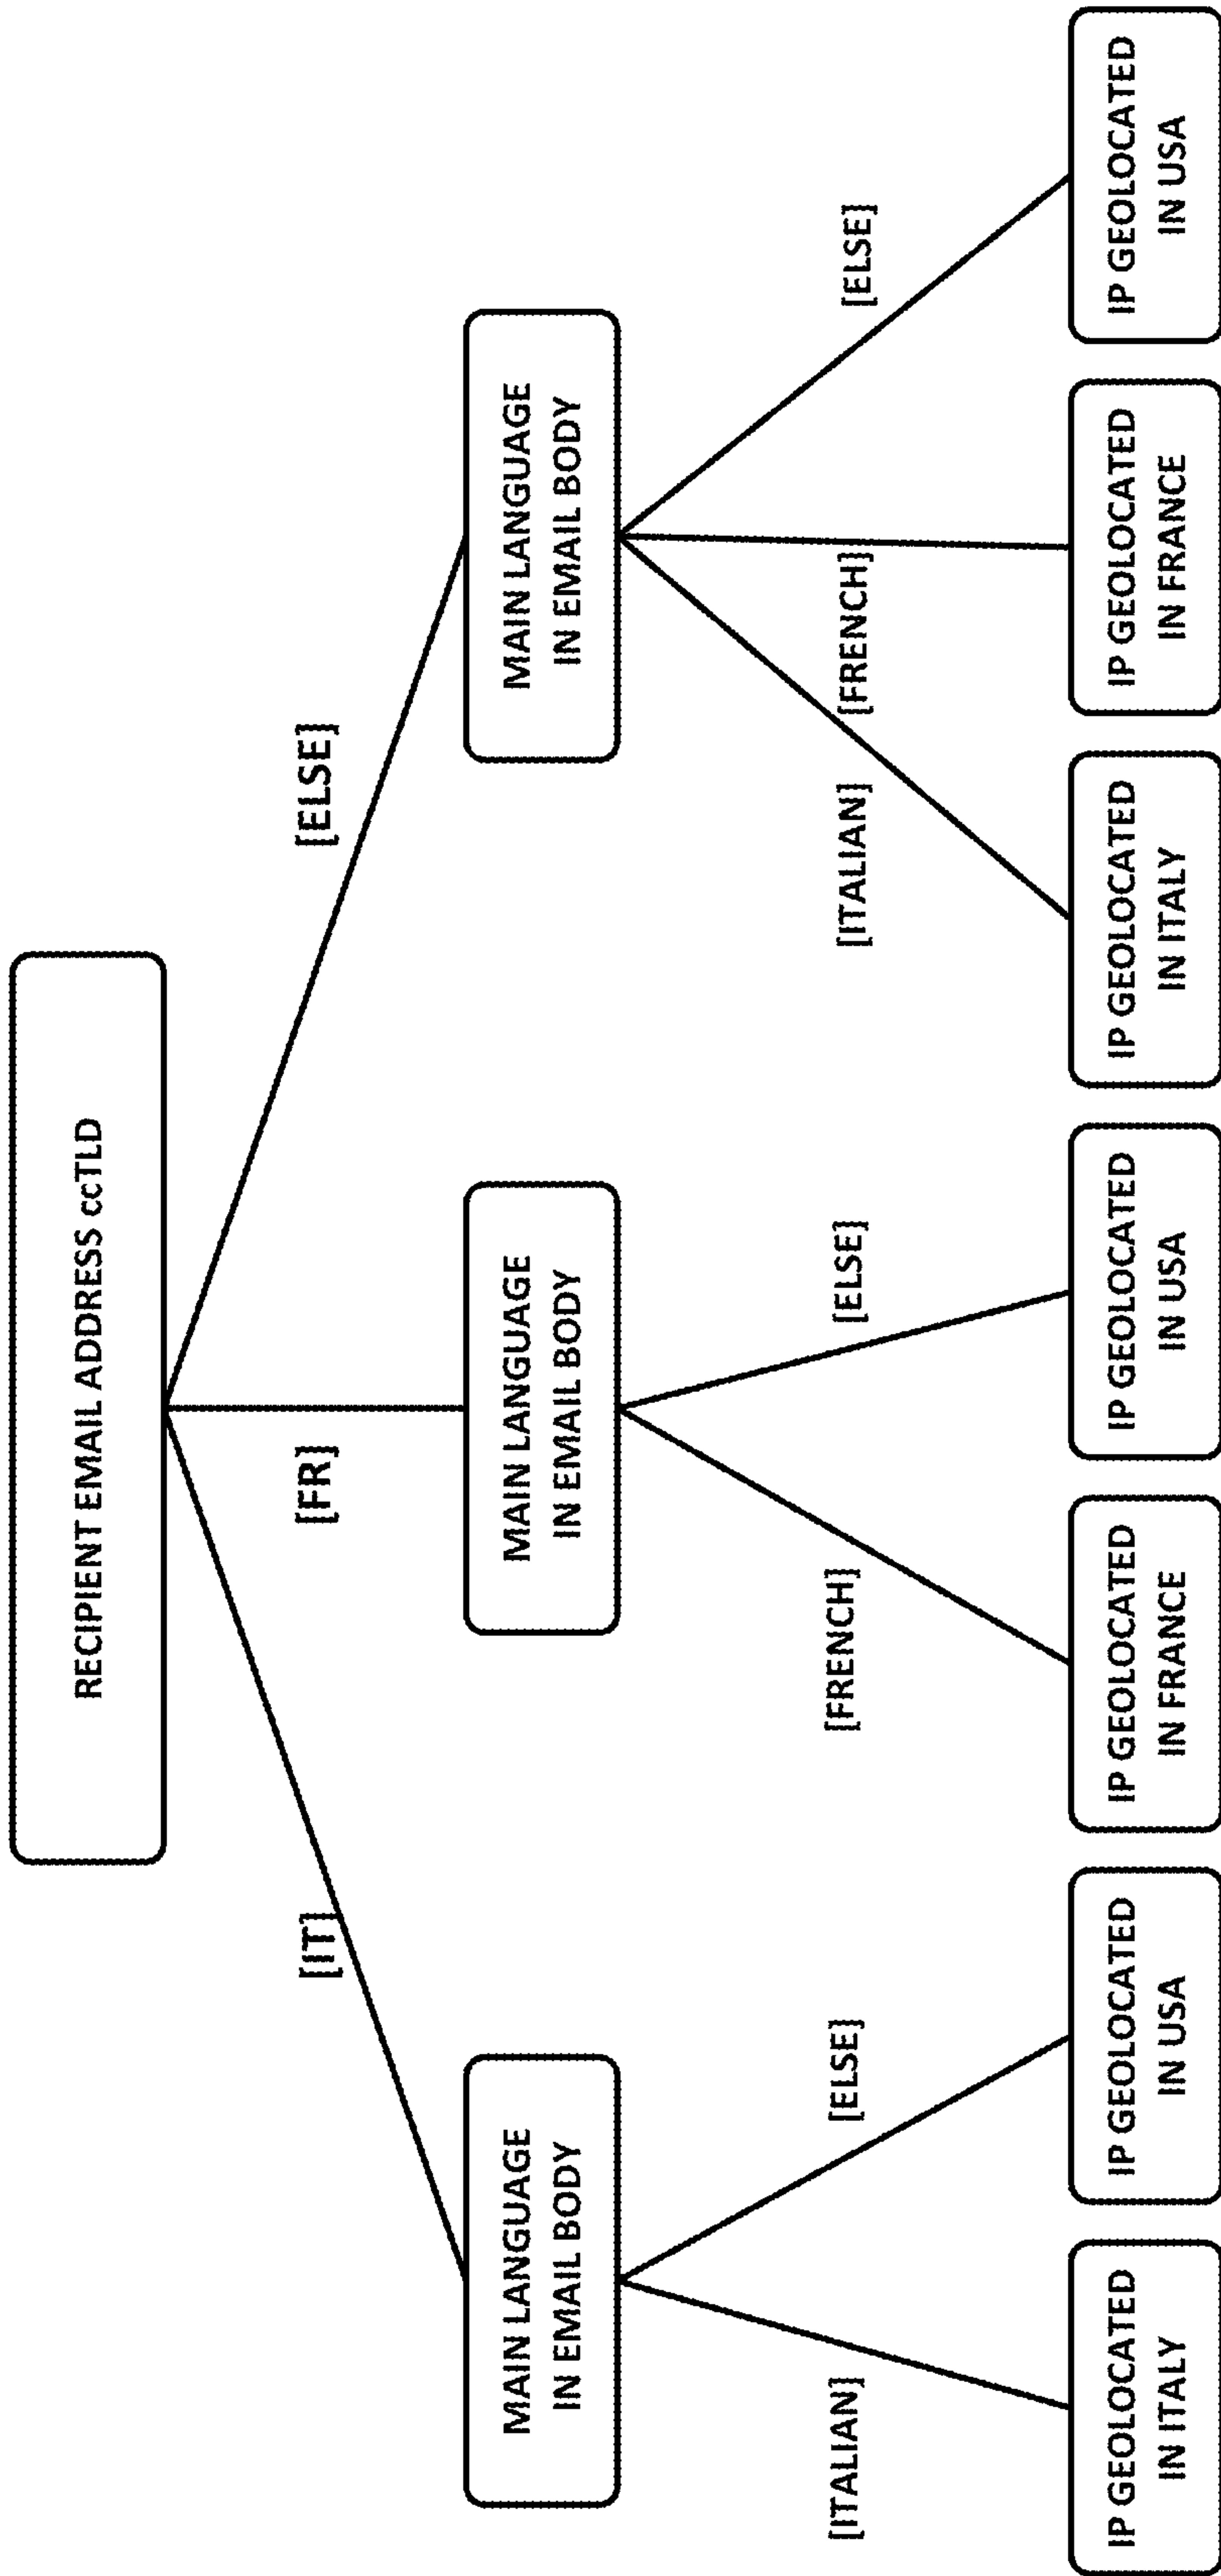 RECIPIENT EMAIL ADDRESS ccTLD
[IT]
[FR]
[ELSE]
MAIN LANGUAGE
IN EMAIL BODY
MAIN LANGUAGE
IN EMAIL BODY
MAIN LANGUAGE
IN EMAIL BODY
[ITALIAN]
[ELSE]
[FRENCH]
[ELSE]
[ITALIAN]
[FRENCH]
[ELSE]
IP GEOLOCATED
IN ITALY
IP GEOLOCATED
IN USA
IP GEOLOCATED
IN FRANCE
IP GEOLOCATED
IN USA
IP GEOLOCATED
IN ITALY
IP GEOLOCATED
IN FRANCE
IP GEOLOCATED
IN USA